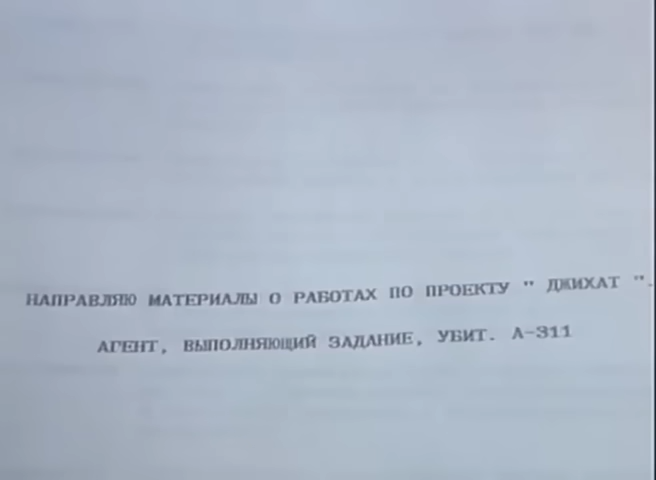 НАПРАВЛЯЮ МАТЕРИАЛЫ О РАБОТАХ ПО ПРОЕКТУ " ДЖИХАТ ".
АГЕНТ, ВЫПОЛНЯЮЩИЙ ЗАДАНИЕ, УБИТ. А-311